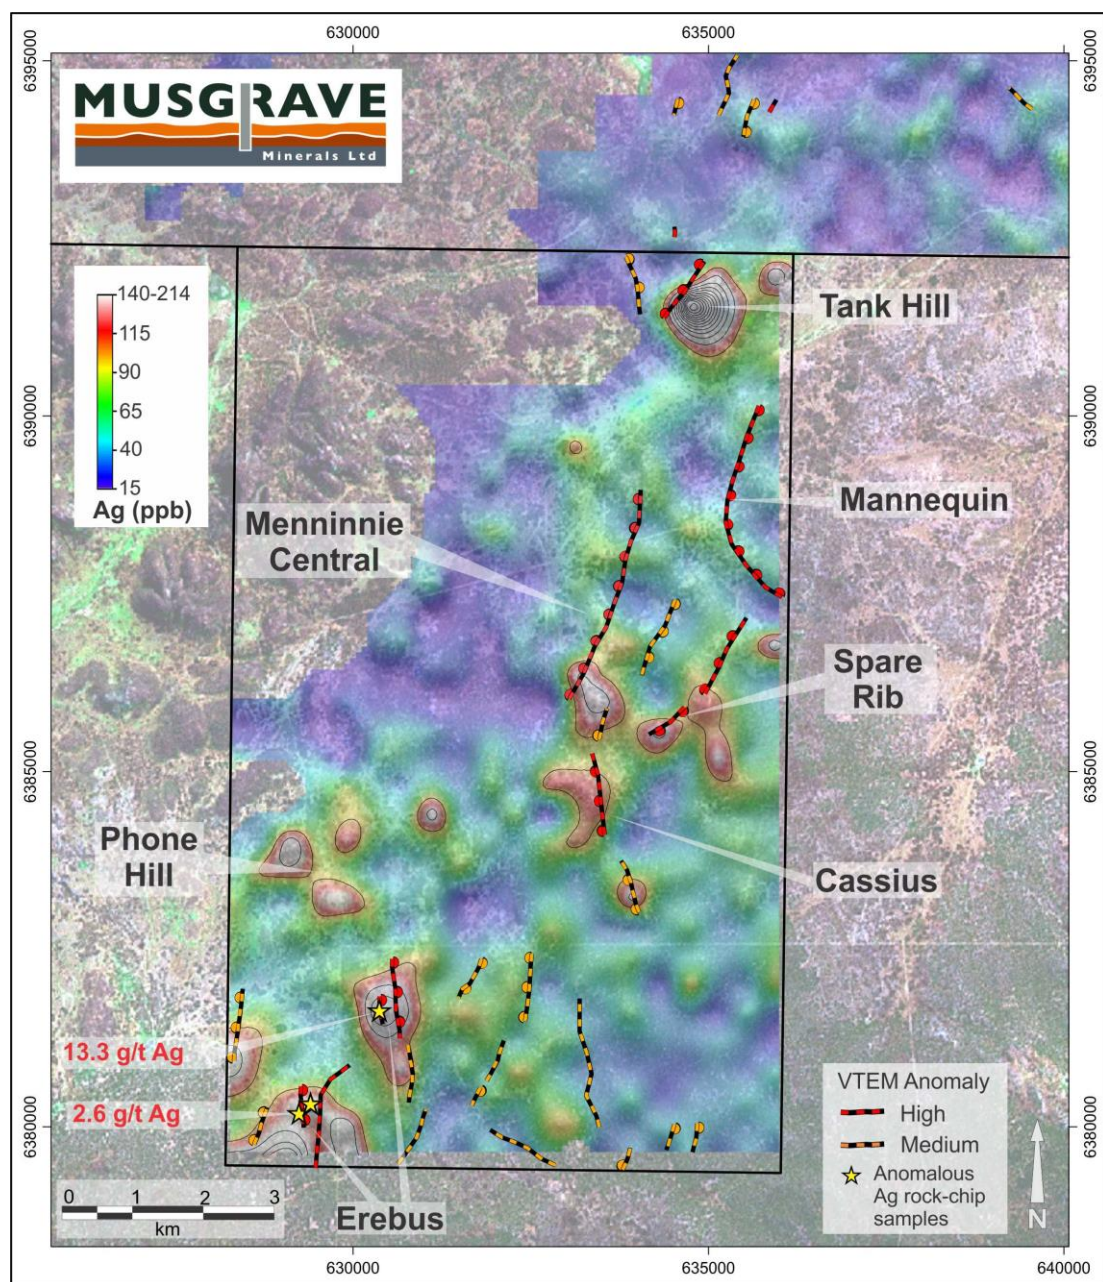 630000
635000
6395000
6395000
MUSGRAVE
Minerals Ltd
140-214
115
90
65
40
15
Ag (ppb)
Tank Hill
6390000
6390000
Mannequin
Menninnie
Central
Spare
Rib
6385000
6385000
Phone
Hill
Cassius
13.3 g/t Ag
2.6 g/t Ag
6380000
6380000
Erebus
VTEM Anomaly
High
Medium
Anomalous
Ag rock-chip
samples
N
0 1 2 3
km
630000
635000
640000